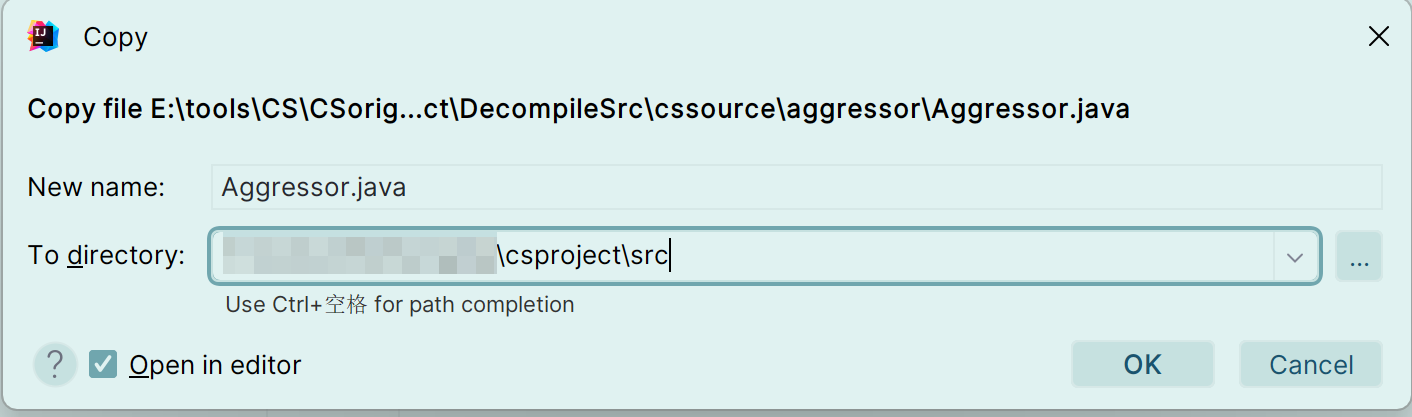 Copy
Copy file E:\tools\CS\CSorig...ct\DecompileSrc\cssource\aggressor\Aggressor.java
New name: Aggressor.java
To directory: \csproject\src
...
Use Ctrl+空格 for path completion
? Open in editor OK Cancel